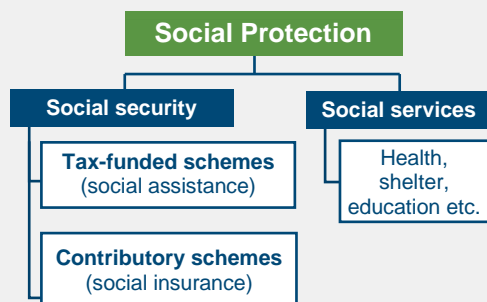 Social Protection
Social security
Social services
Tax-funded schemes
(social assistance)
Health,
shelter,
education etc.
Contributory schemes
(social insurance)